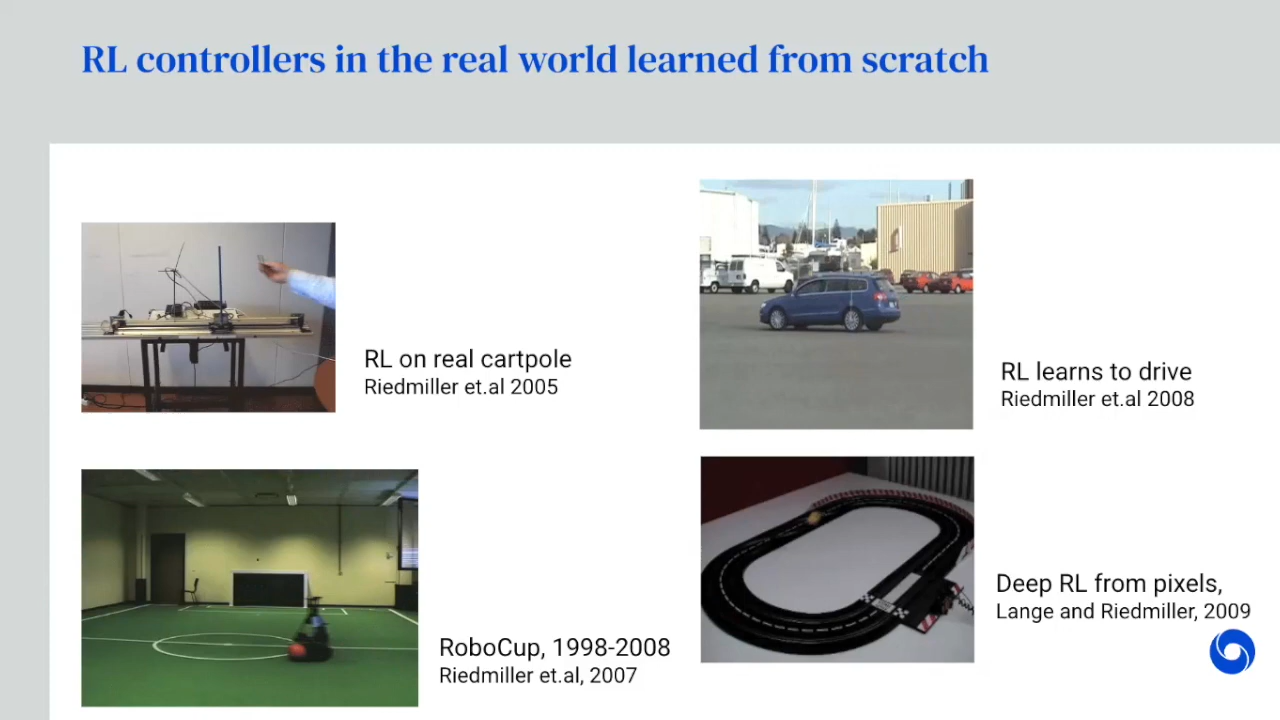 RL controllers in the real world learned from scratch
RL on real cartpole
Riedmiller et.al 2005
RL learns to drive
Riedmiller et.al 2008
RoboCup, 1998-2008
Riedmiller et.al, 2007
Deep RL from pixels,
Lange and Riedmiller, 2009